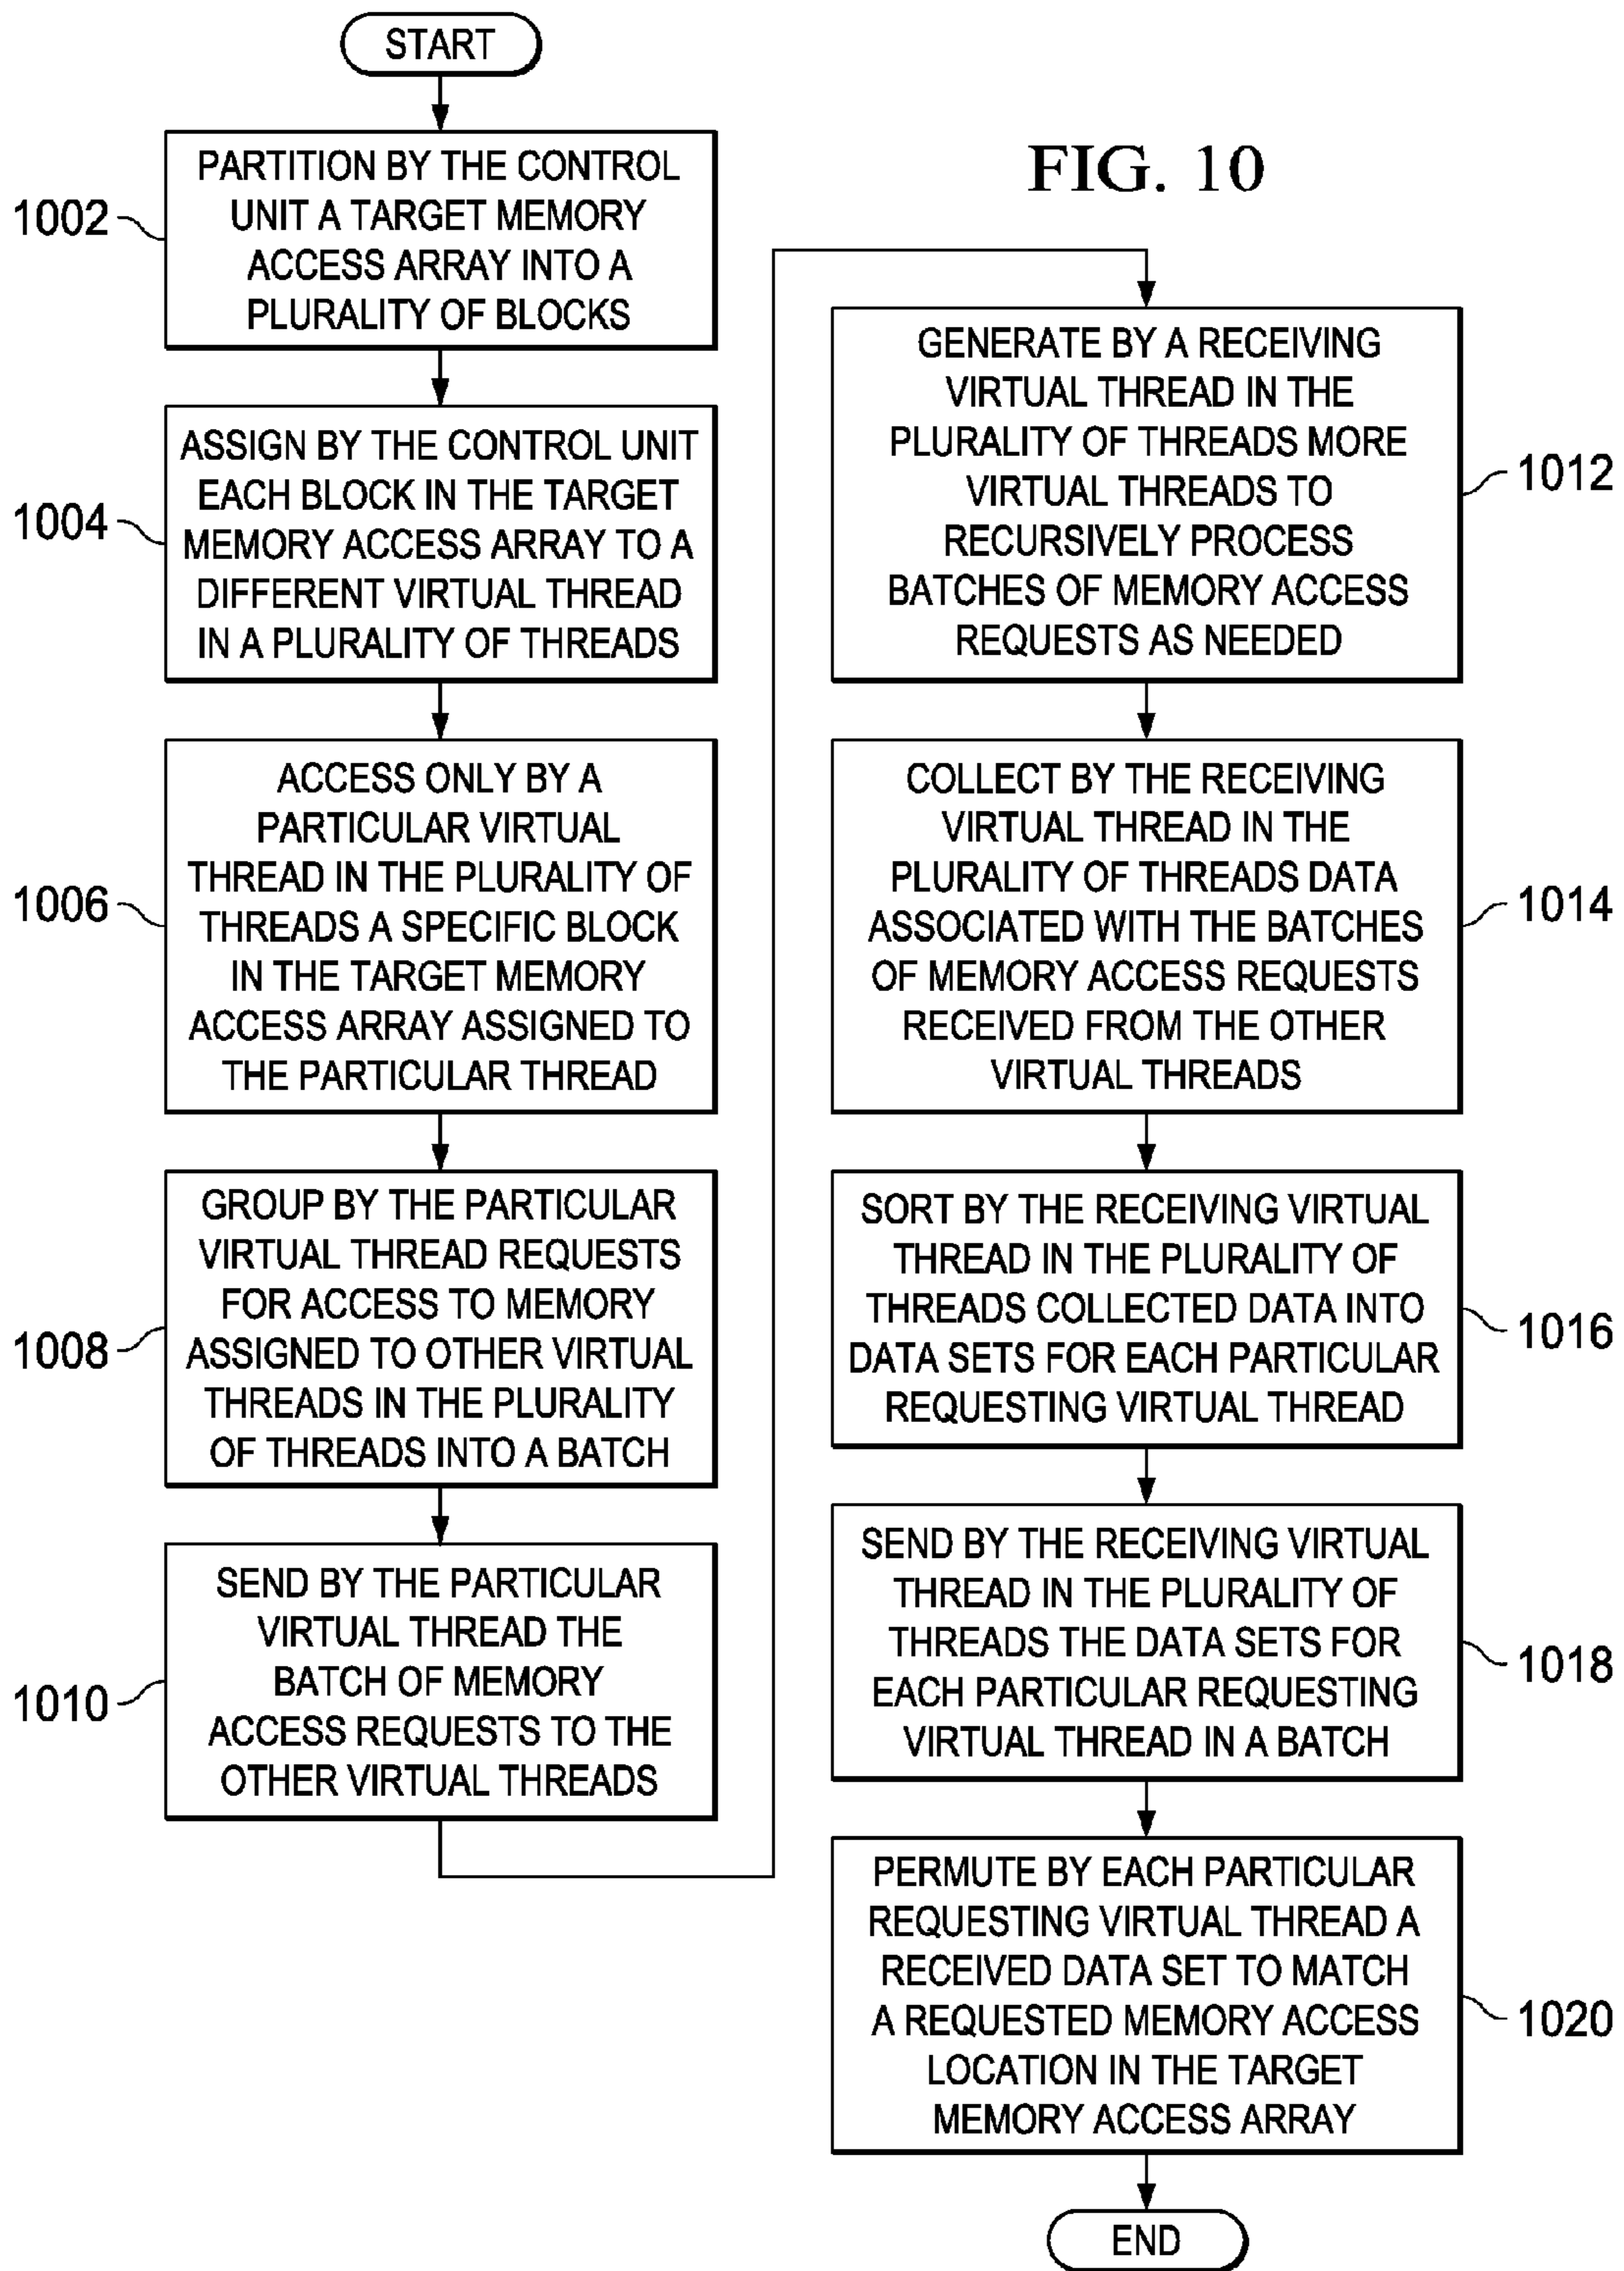 START
FIG. 10
1002
PARTITION BY THE CONTROL
UNIT A TARGET MEMORY
ACCESS ARRAY INTO A
PLURALITY OF BLOCKS
1004
ASSIGN BY THE CONTROL UNIT
EACH BLOCK IN THE TARGET
MEMORY ACCESS ARRAY TO A
DIFFERENT VIRTUAL THREAD
IN A PLURALITY OF THREADS
1006
ACCESS ONLY BY A
PARTICULAR VIRTUAL
THREAD IN THE PLURALITY OF
THREADS A SPECIFIC BLOCK
IN THE TARGET MEMORY
ACCESS ARRAY ASSIGNED TO
THE PARTICULAR THREAD
1008
GROUP BY THE PARTICULAR
VIRTUAL THREAD REQUESTS
FOR ACCESS TO MEMORY
ASSIGNED TO OTHER VIRTUAL
THREADS IN THE PLURALITY
OF THREADS INTO A BATCH
1010
SEND BY THE PARTICULAR
VIRTUAL THREAD THE
BATCH OF MEMORY
ACCESS REQUESTS TO THE
OTHER VIRTUAL THREADS
GENERATE BY A RECEIVING
VIRTUAL THREAD IN THE
PLURALITY OF THREADS MORE
VIRTUAL THREADS TO
RECURSIVELY PROCESS
BATCHES OF MEMORY ACCESS
REQUESTS AS NEEDED
1012
COLLECT BY THE RECEIVING
VIRTUAL THREAD IN THE
PLURALITY OF THREADS DATA
ASSOCIATED WITH THE BATCHES
OF MEMORY ACCESS REQUESTS
RECEIVED FROM THE OTHER
VIRTUAL THREADS
1014
SORT BY THE RECEIVING VIRTUAL
THREAD IN THE PLURALITY OF
THREADS COLLECTED DATA INTO
DATA SETS FOR EACH PARTICULAR
REQUESTING VIRTUAL THREAD
1016
SEND BY THE RECEIVING VIRTUAL
THREAD IN THE PLURALITY OF
THREADS THE DATA SETS FOR
EACH PARTICULAR REQUESTING
VIRTUAL THREAD IN A BATCH
1018
PERMUTE BY EACH PARTICULAR
REQUESTING VIRTUAL THREAD A
RECEIVED DATA SET TO MATCH
A REQUESTED MEMORY ACCESS
LOCATION IN THE TARGET
MEMORY ACCESS ARRAY
1020
END